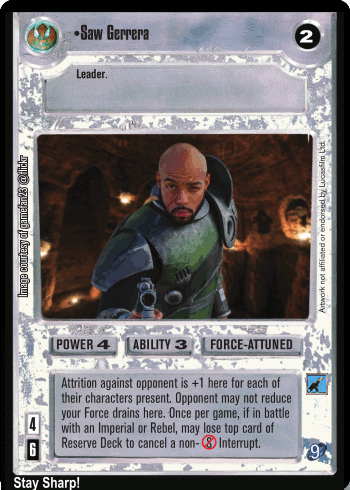 •Saw Gerrera
2
Leader.
Image courtesy of gamefan23 @flickr
Artwork not affiliated or endorsed by Lucasfilm Ltd.
POWER 4
ABILITY 3
FORCE-ATTUNED
Attrition against opponent is +1 here for each of
their characters present. Opponent may not reduce
your Force drains here. Once per game, if in battle
with an Imperial or Rebel, may lose top card of
Reserve Deck to cancel a non- Interrupt.
4
6
9
Stay Sharp!